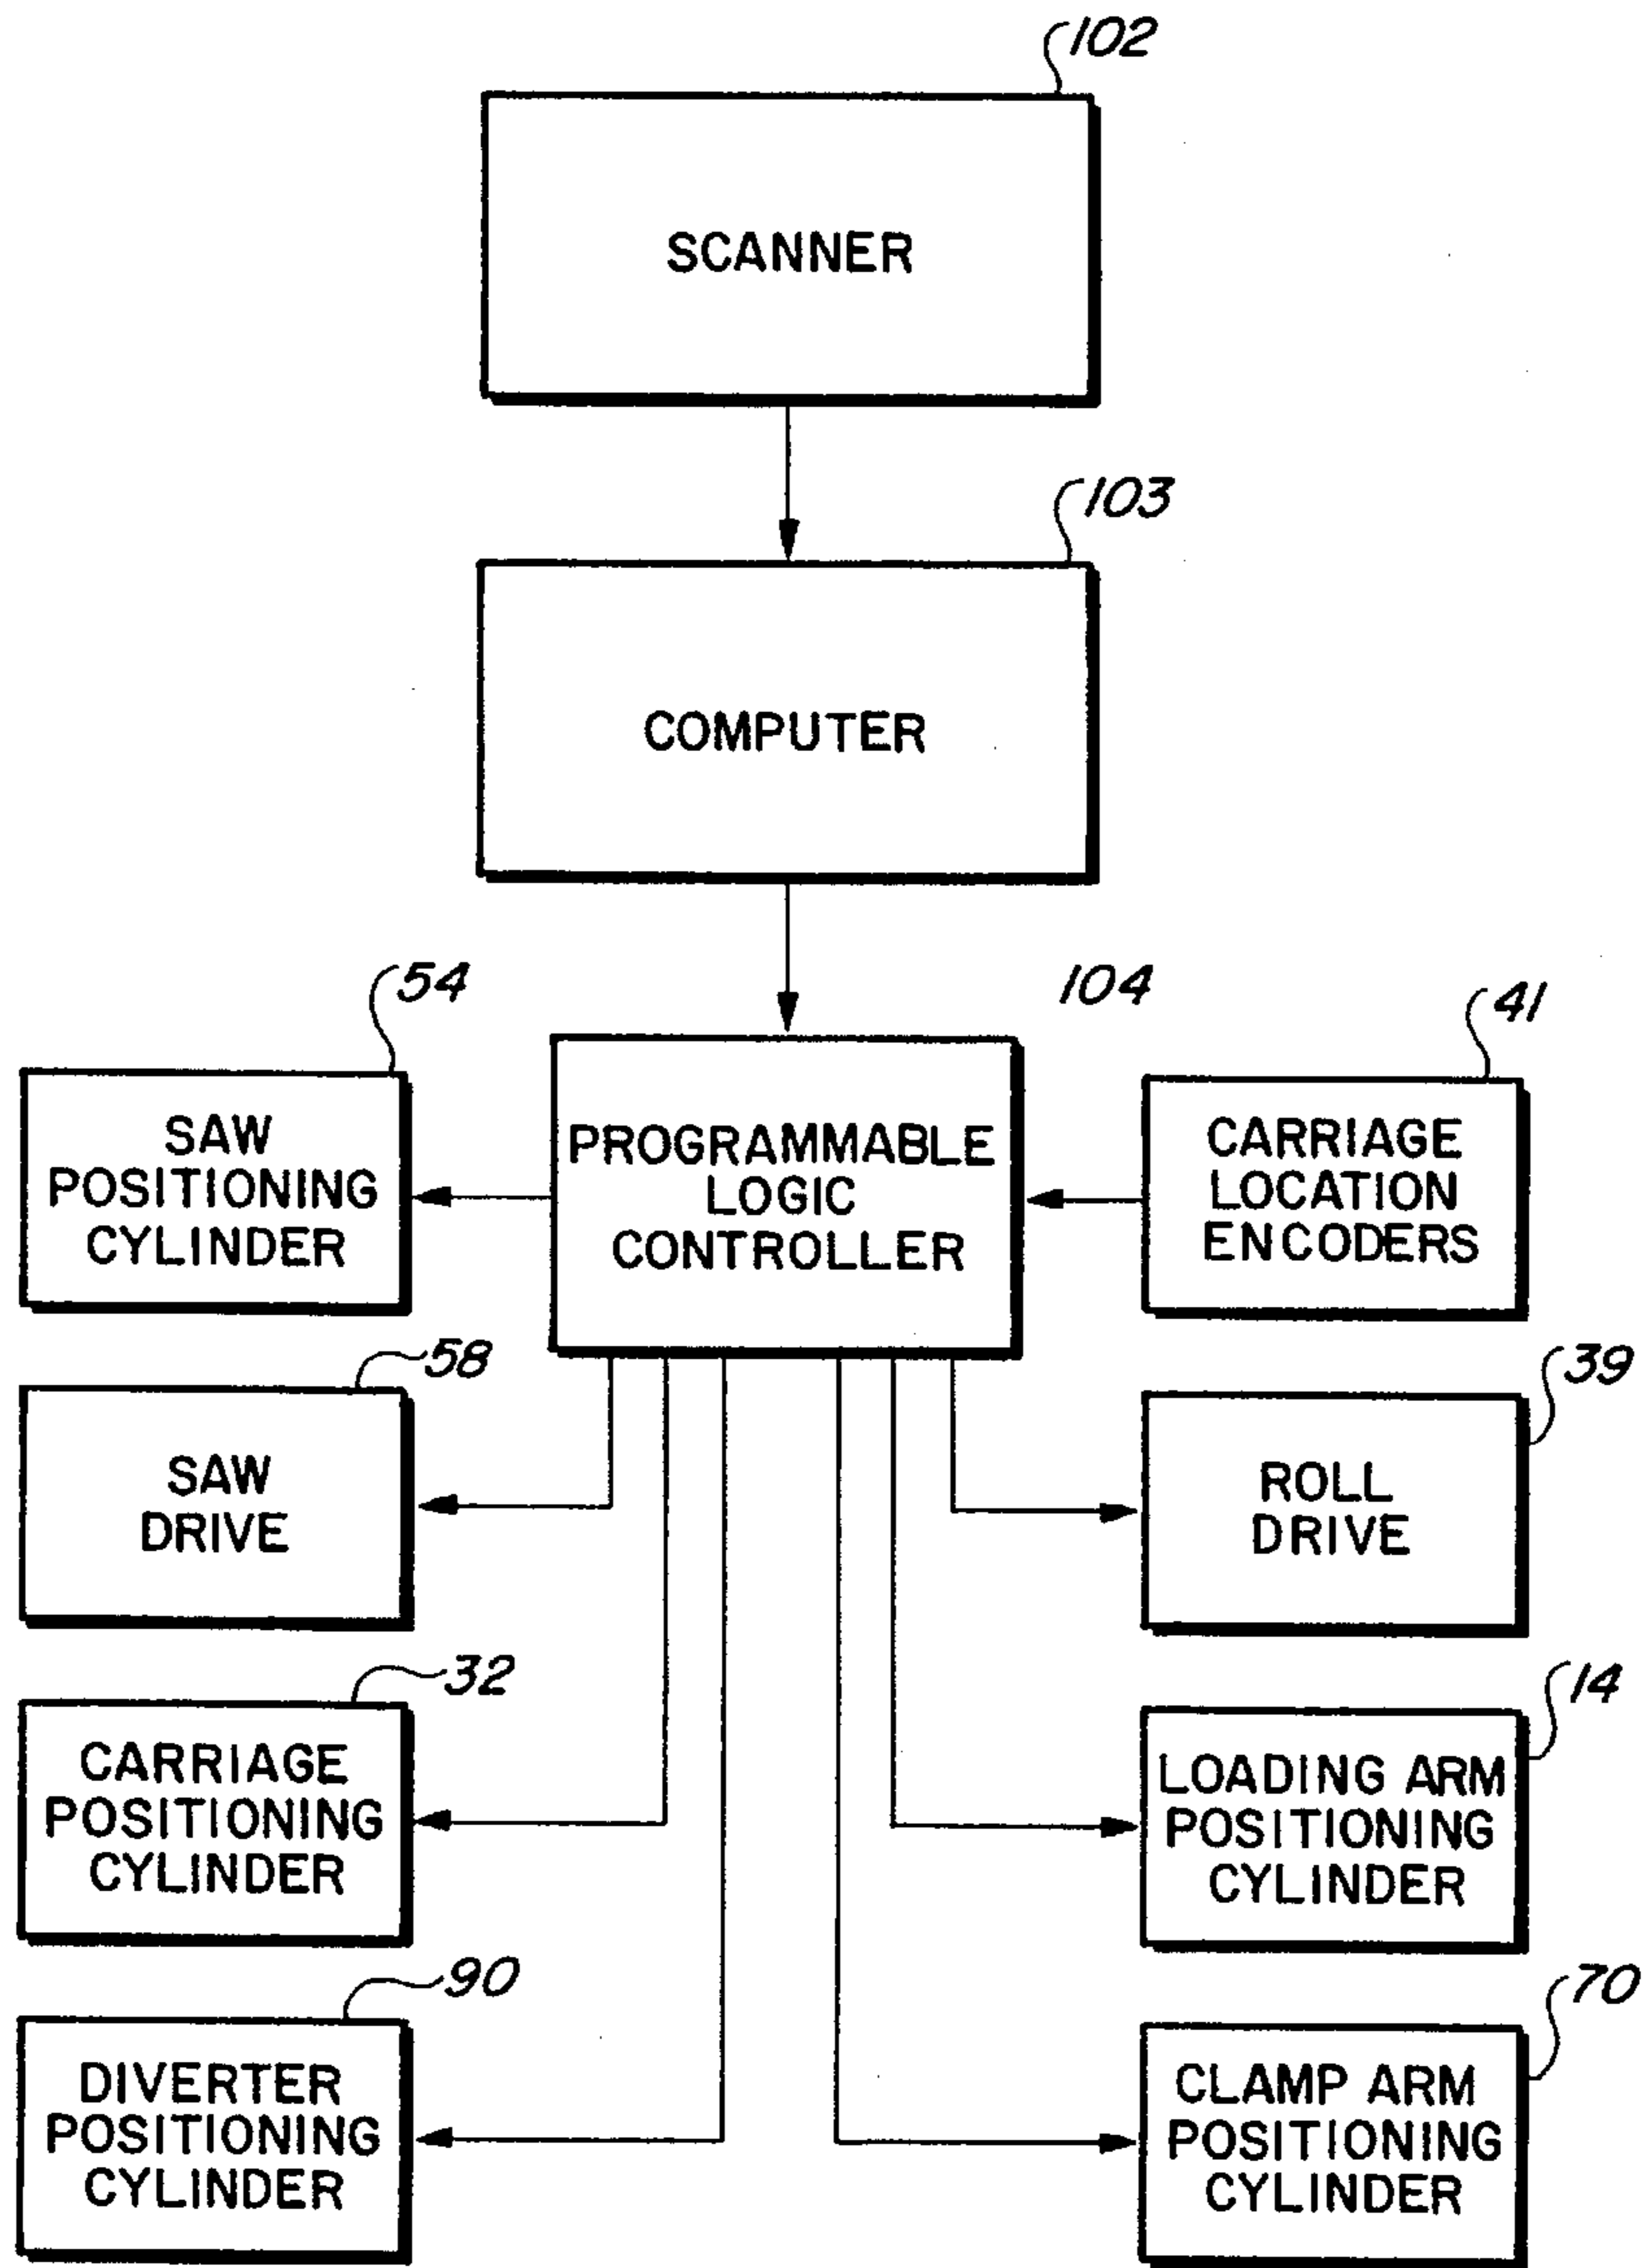 102
SCANNER
103
COMPUTER
104
PROGRAMMABLE
LOGIC
CONTROLLER
54
SAW
POSITIONING
CYLINDER
41
CARRIAGE
LOCATION
ENCODERS
58
SAW
DRIVE
39
ROLL
DRIVE
32
CARRIAGE
POSITIONING
CYLINDER
14
LOADING ARM
POSITIONING
CYLINDER
90
DIVERTER
POSITIONING
CYLINDER
70
CLAMP ARM
POSITIONING
CYLINDER